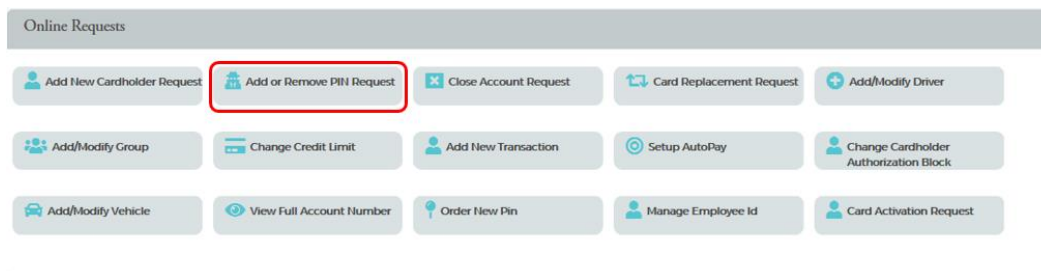 Online Requests
Add New Cardholder Request
Add or Remove PIN Request
Close Account Request
Card Replacement Request
Add/Modify Driver
Add/Modify Group
Change Credit Limit
Add New Transaction
Setup AutoPay
Change Cardholder
Authorization Block
Add/Modify Vehicle
View Full Account Number
Order New Pin
Manage Employee Id
Card Activation Request